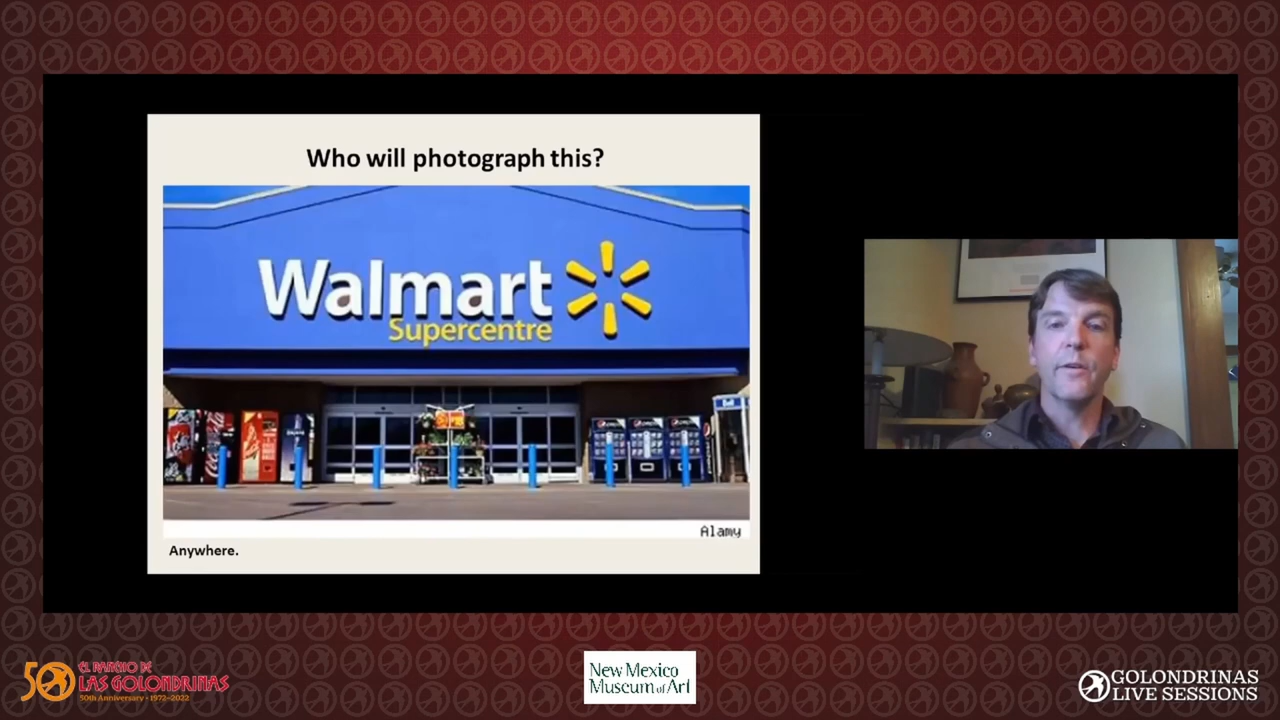 Who will photograph this?
Walmart
Supercentre
Alamy
Anywhere.
50
EL RANCHO DE
LAS GOLONDRINAS
50th Anniversary • 1972-2022
New Mexico
Museum of Art
GOLONDRINAS
LIVE SESSIONS